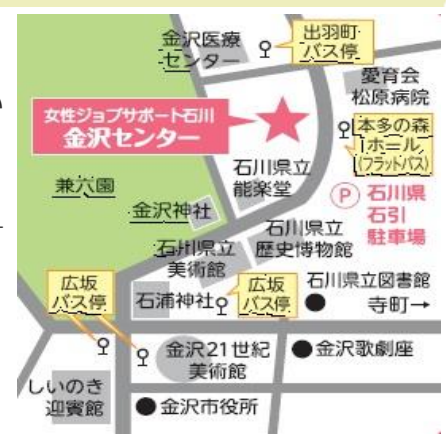 金沢医療
センター
出羽町
バス停
愛育会
松原病院
女性ジョブサポート石川
金沢センター
本多の森
ホール
(フラットバス)
石川県立
能楽堂
兼六園
P
石川県
石引
駐車場
金沢神社
石川県立
歴史博物館
石川県立
美術館
広坂
バス停
石浦神社
広坂
バス停
石川県立図書館
寺町→
金沢21世紀
美術館
金沢歌劇座
しいのき
迎賓館
金沢市役所